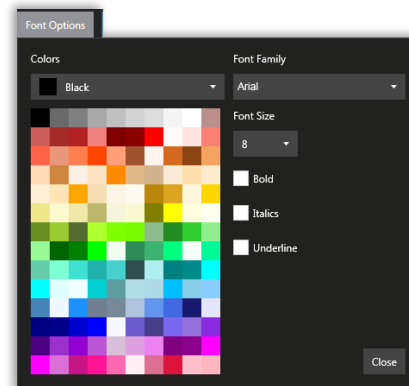 Font Options
Colors
Black
Font Family
Arial
Font Size
8
Bold
Italics
Underline
Close